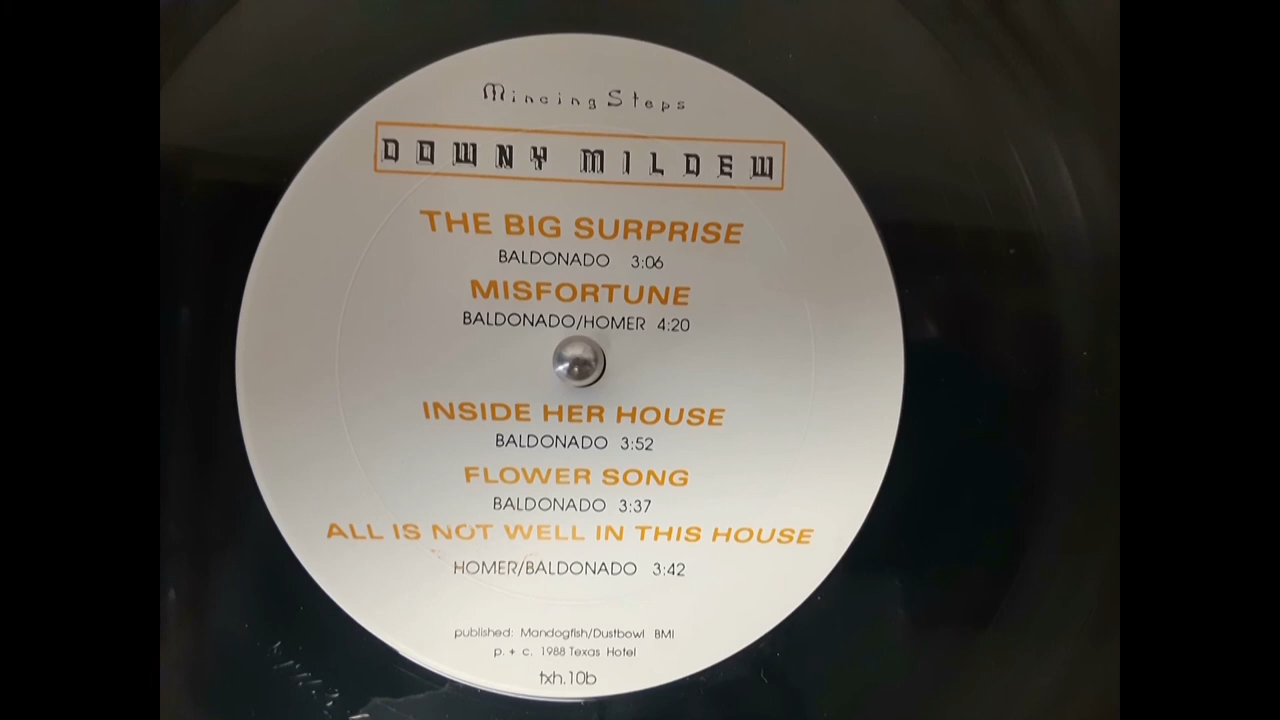 Mincing Steps
DOWNY MILDEW
THE BIG SURPRISE
BALDONADO 3:06
MISFORTUNE
BALDONADO/HOMER 4:20
INSIDE HER HOUSE
BALDONADO 3:52
FLOWER SONG
BALDONADO 3:37
ALL IS NOT WELL IN THIS HOUSE
HOMER/BALDONADO 3:42
published: Mandogfish/Dustbowl BMI
p. + c. 1988 Texas Hotel
txh.10b